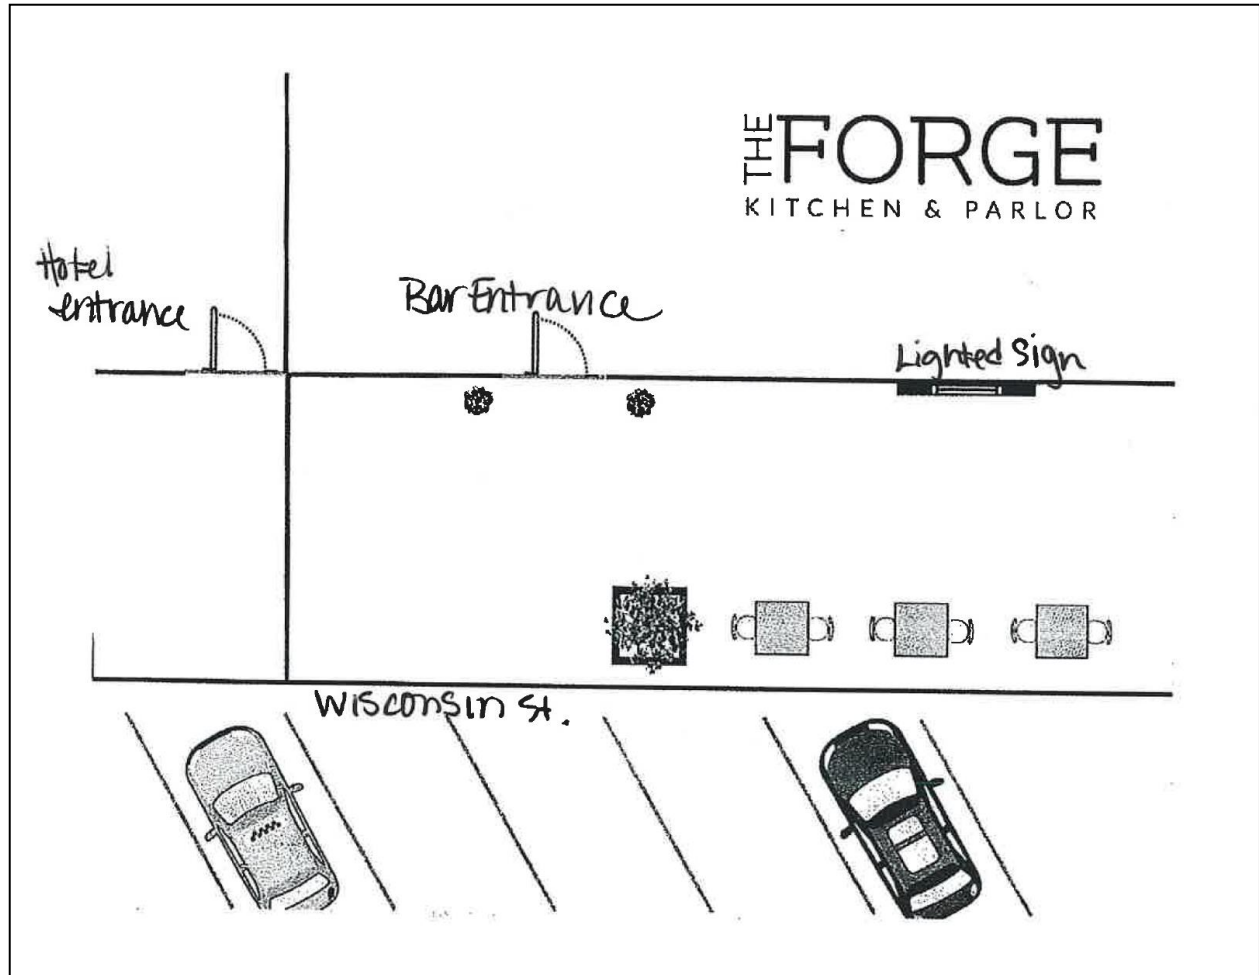 THE FORGE
KITCHEN & PARLOR
Hotel
entrance
Bar Entrance
Lighted Sign
Wisconsin St.